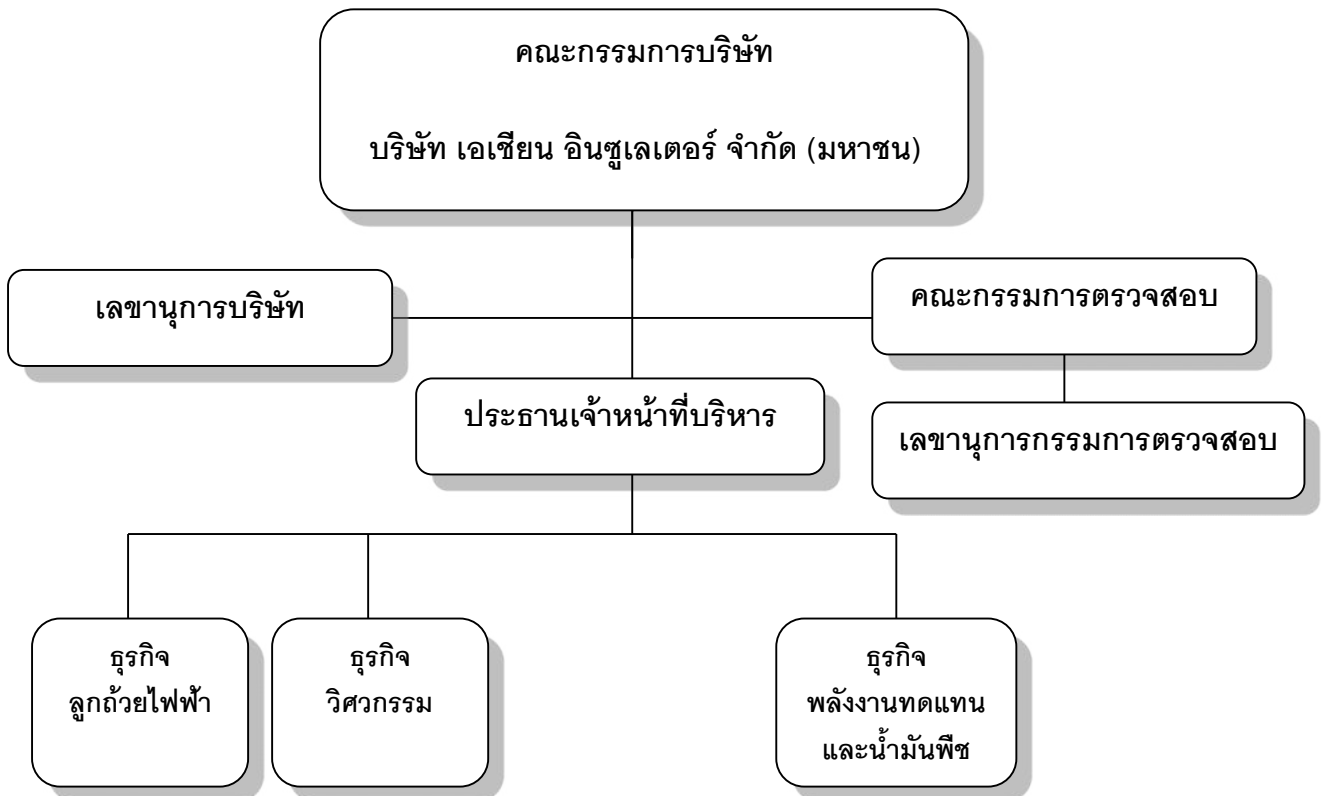 คณะกรรมการบริษัท
บริษัท เอเชียน อินซูเลเตอร์ จำกัด (มหาชน)
เลขานุการบริษัท
คณะกรรมการตรวจสอบ
ประธานเจ้าหน้าที่บริหาร
เลขานุการกรรมการตรวจสอบ
ธุรกิจ
ลูกถ้วยไฟฟ้า
ธุรกิจ
วิศวกรรม
ธุรกิจ
พลังงานทดแทน
และน้ำมันพืช